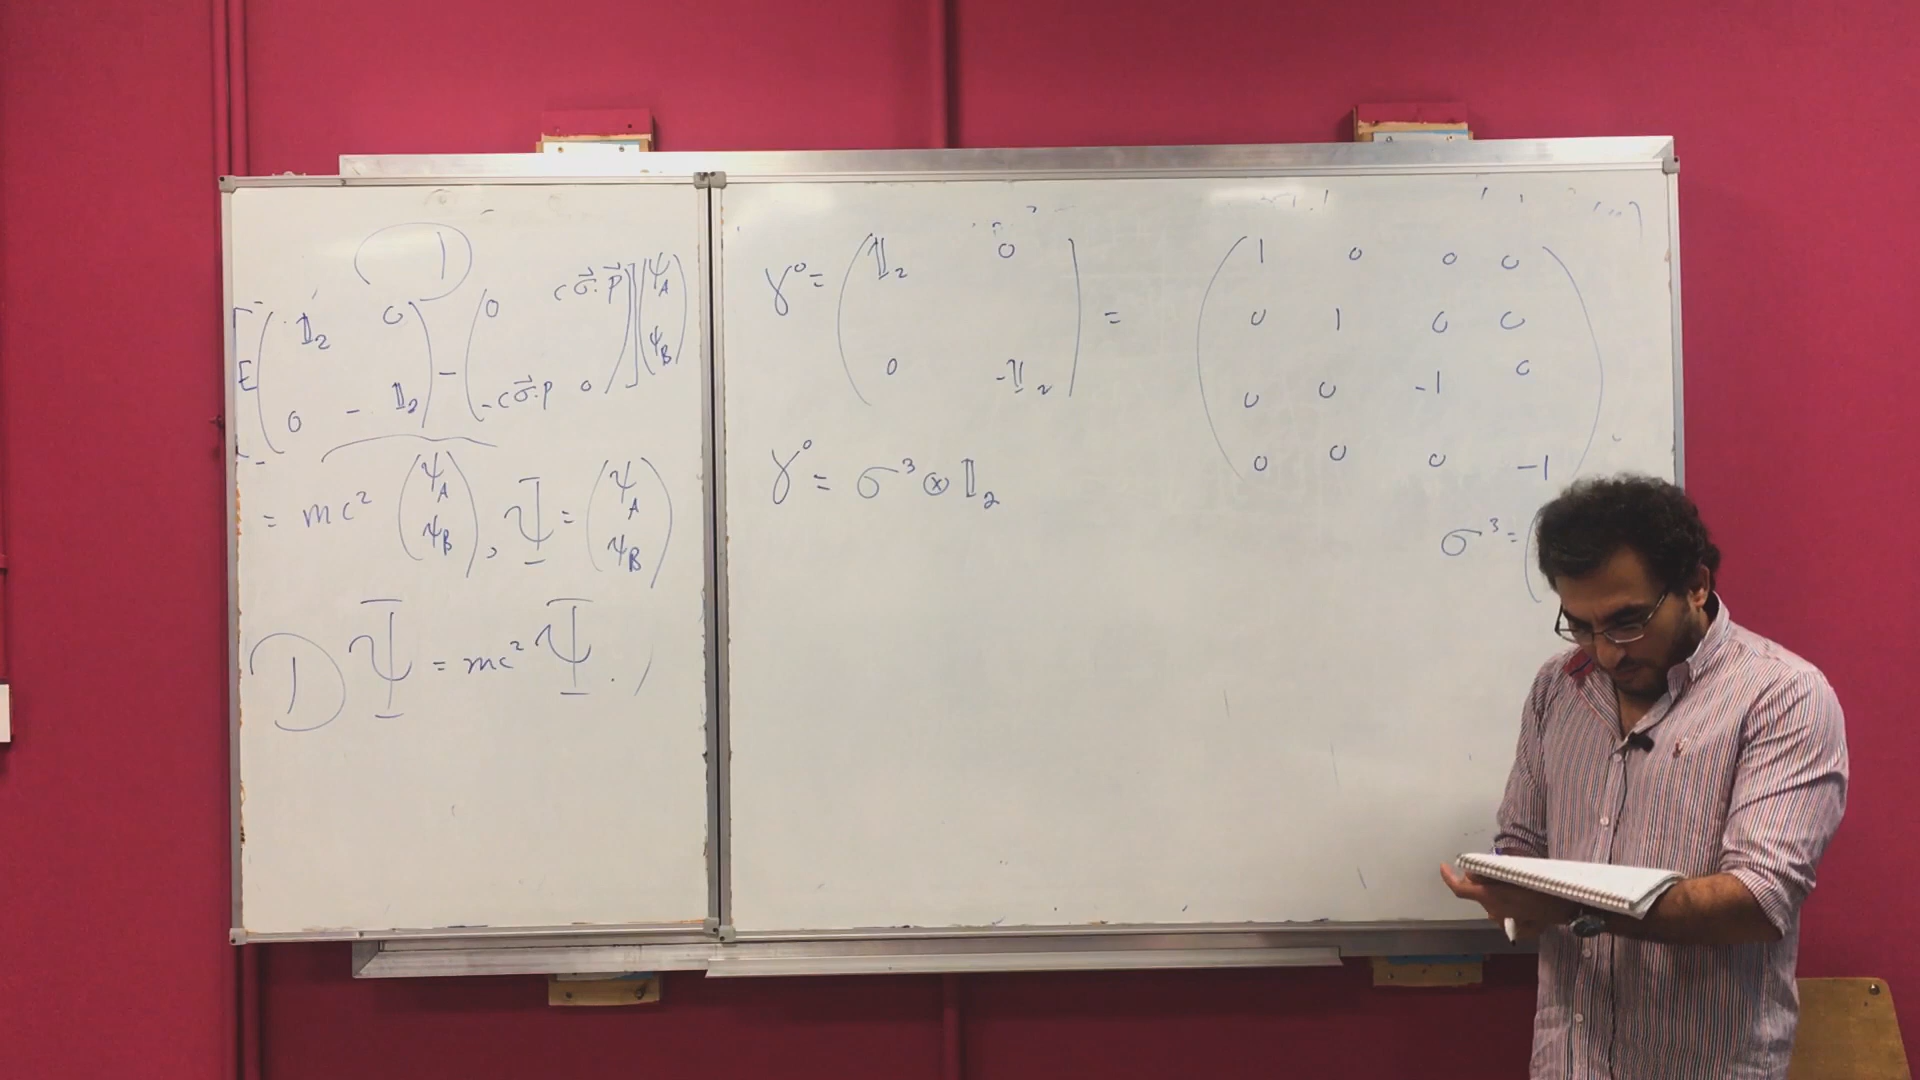 D
[E ( 𝟙₂ 0 ; 0 -𝟙₂ ) - ( 0 c σ⃗.p⃗ ; -c σ⃗.p 0 )] ( ψ_A ; ψ_B )
= mc² ( ψ_A ; ψ_B ) , Ψ = ( ψ_A ; ψ_B )
D Ψ = mc² Ψ .
γ⁰ = ( 𝟙₂ 0 ; 0 -𝟙₂ ) = ( 1 0 0 0 ; 0 1 0 0 ; 0 0 -1 0 ; 0 0 0 -1 )
γ⁰ = σ³ ⊗ 𝟙₂
σ³ = (